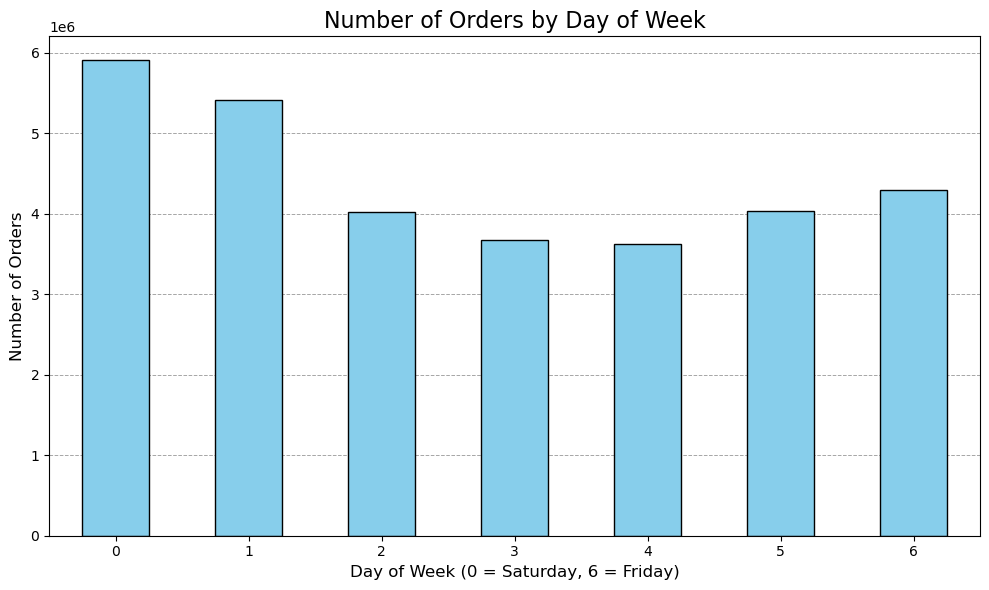 Number of Orders by Day of Week
1e6
6
5
4
3
2
1
0
Number of Orders
0 1 2 3 4 5 6
Day of Week (0 = Saturday, 6 = Friday)